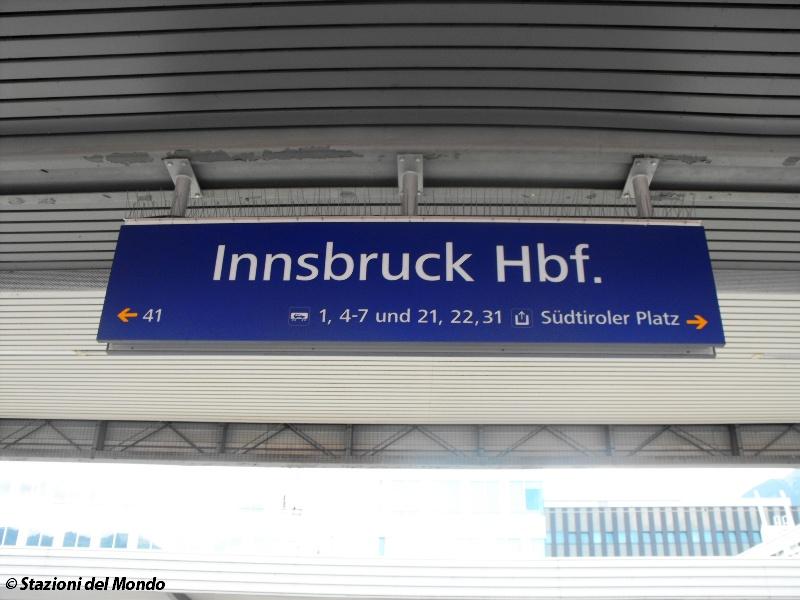 Innsbruck Hbf.
← 41 1, 4-7 und 21, 22, 31 Südtiroler Platz →
© Stazioni del Mondo